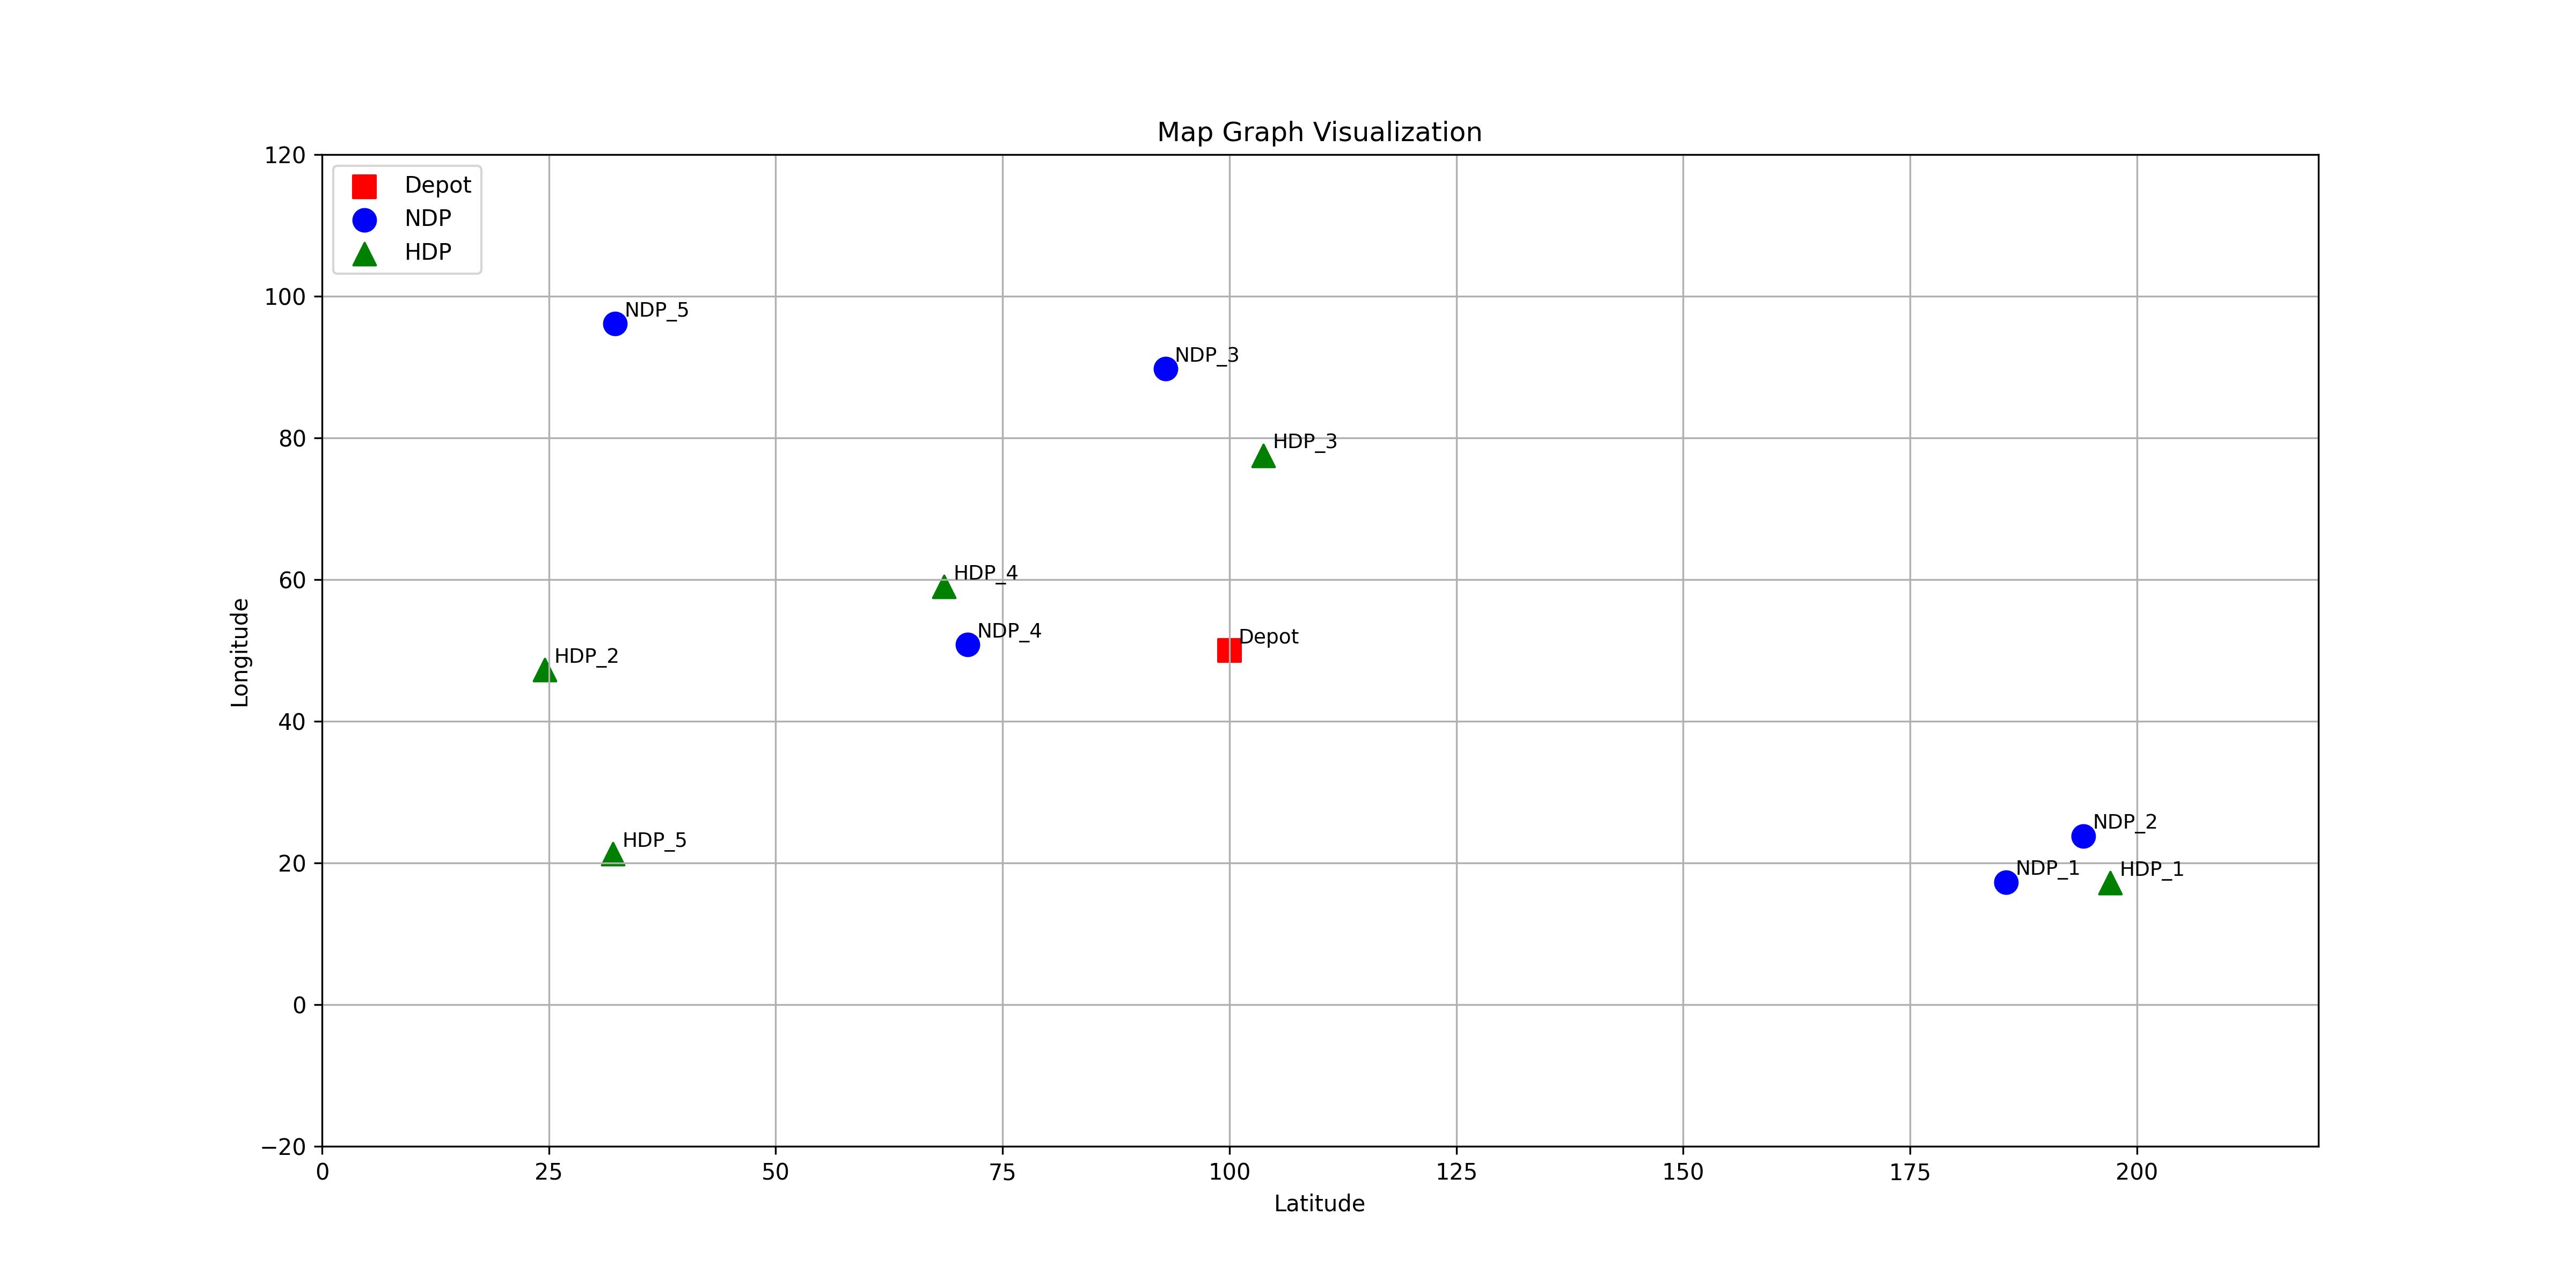 Map Graph Visualization
120
100
80
60
40
20
0
−20
Longitude
Depot
NDP
HDP
NDP_5
NDP_3
HDP_3
HDP_4
NDP_4
Depot
HDP_2
HDP_5
NDP_2
NDP_1
HDP_1
0 25 50 75 100 125 150 175 200
Latitude